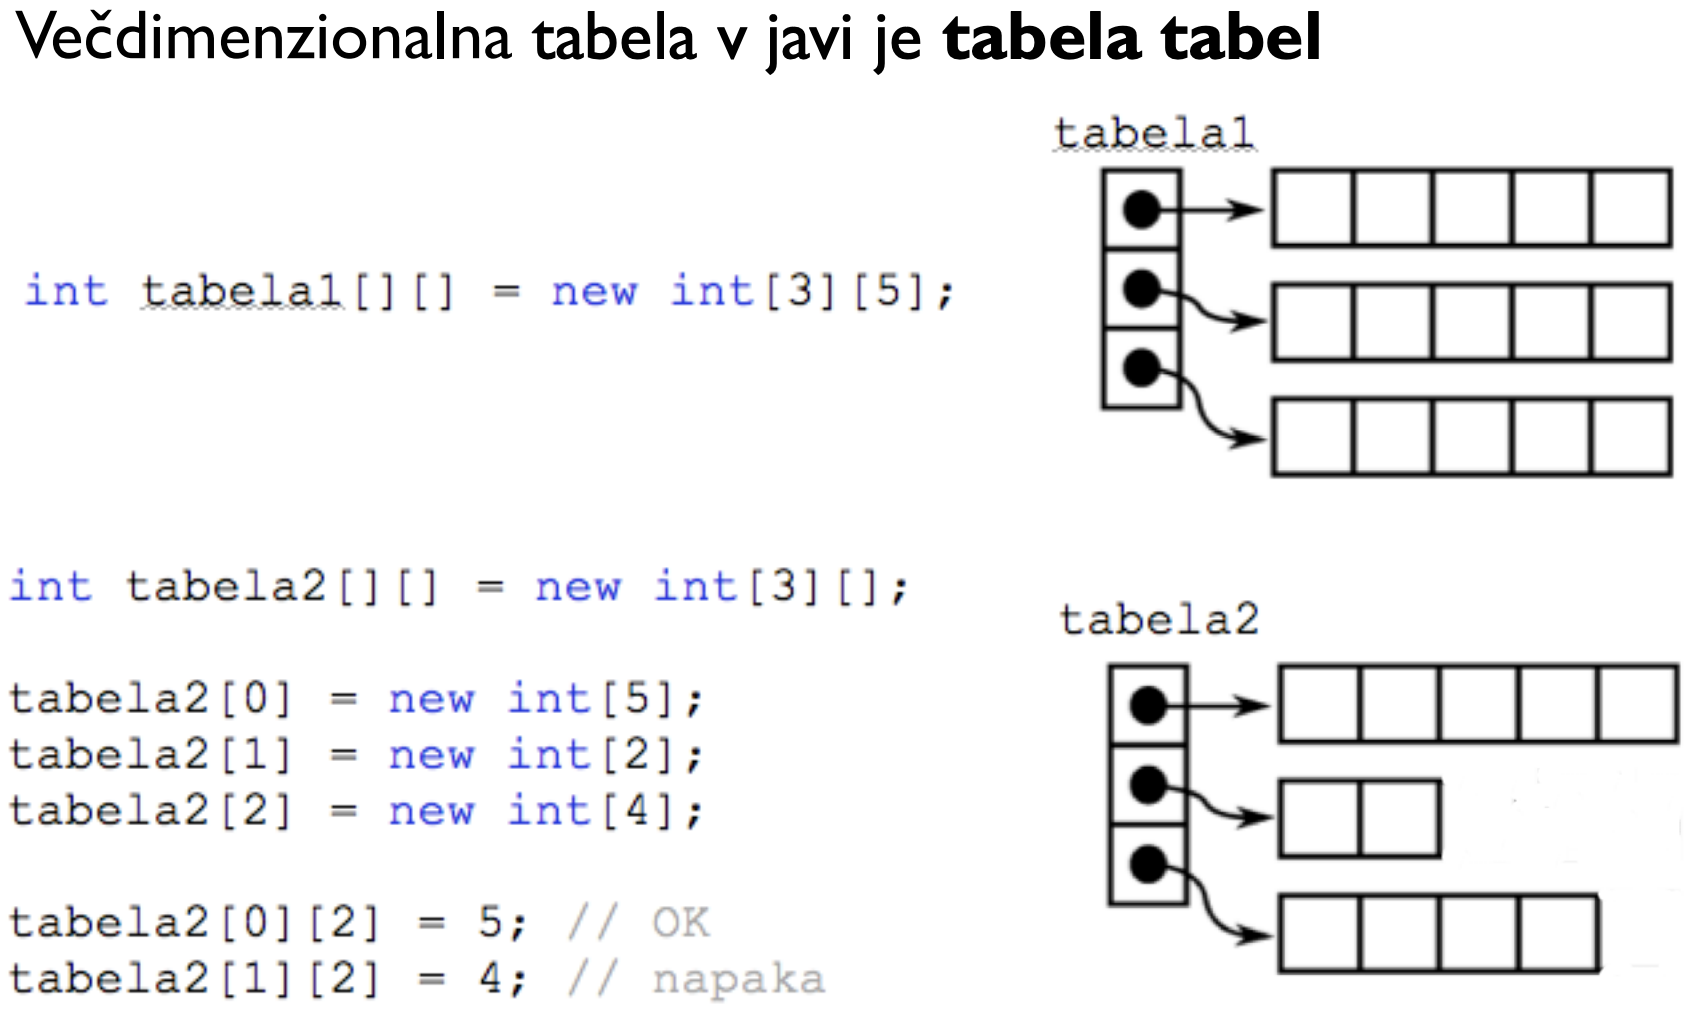 Večdimenzionalna tabela v javi je tabela tabel
tabela1
int tabela1[][] = new int[3][5];
int tabela2[][] = new int[3][];
tabela2
tabela2[0] = new int[5];
tabela2[1] = new int[2];
tabela2[2] = new int[4];
tabela2[0][2] = 5; // OK
tabela2[1][2] = 4; // napaka